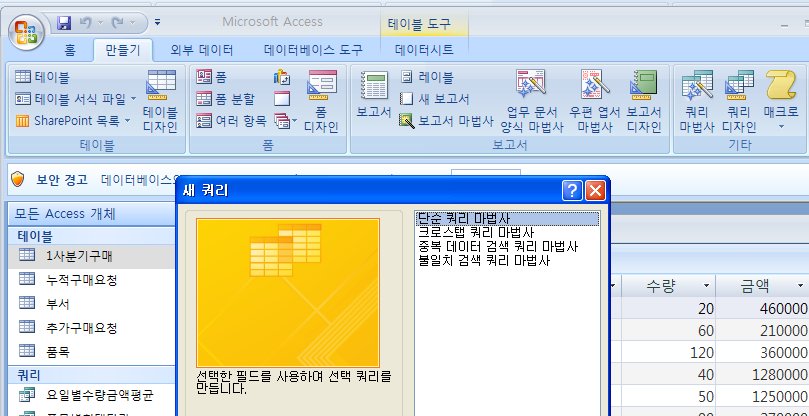 Microsoft Access
테이블 도구
홈 만들기 외부 데이터 데이터베이스 도구 데이터시트
테이블
테이블 서식 파일
SharePoint 목록
테이블
디자인
테이블
폼
폼 분할
여러 항목
폼
디자인
폼
보고서
레이블
새 보고서
보고서 마법사
업무 문서
양식 마법사
우편 엽서
마법사
보고서
디자인
보고서
쿼리
마법사
쿼리
디자인
매크로
기타
보안 경고 데이터베이스의
새 쿼리
모든 Access 개체
테이블
1사분기구매
누적구매요청
부서
추가구매요청
품목
쿼리
요일별수량금액평균
단순 쿼리 마법사
크로스탭 쿼리 마법사
중복 데이터 검색 쿼리 마법사
불일치 검색 쿼리 마법사
선택한 필드를 사용하여 선택 쿼리를
만듭니다.
수량 금액
20 460000
60 210000
120 360000
40 1280000
50 1250000